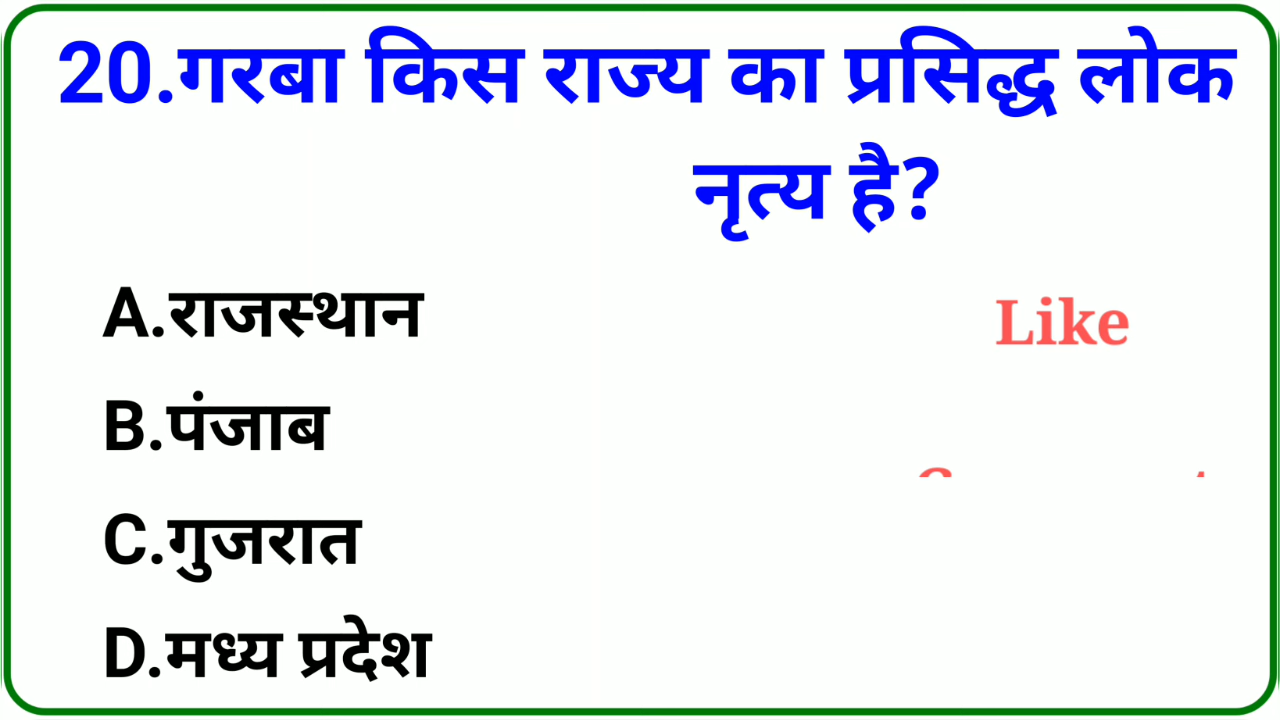 20.गरबा किस राज्य का प्रसिद्ध लोक
नृत्य है?
A.राजस्थान
Like
B.पंजाब
C.गुजरात
D.मध्य प्रदेश